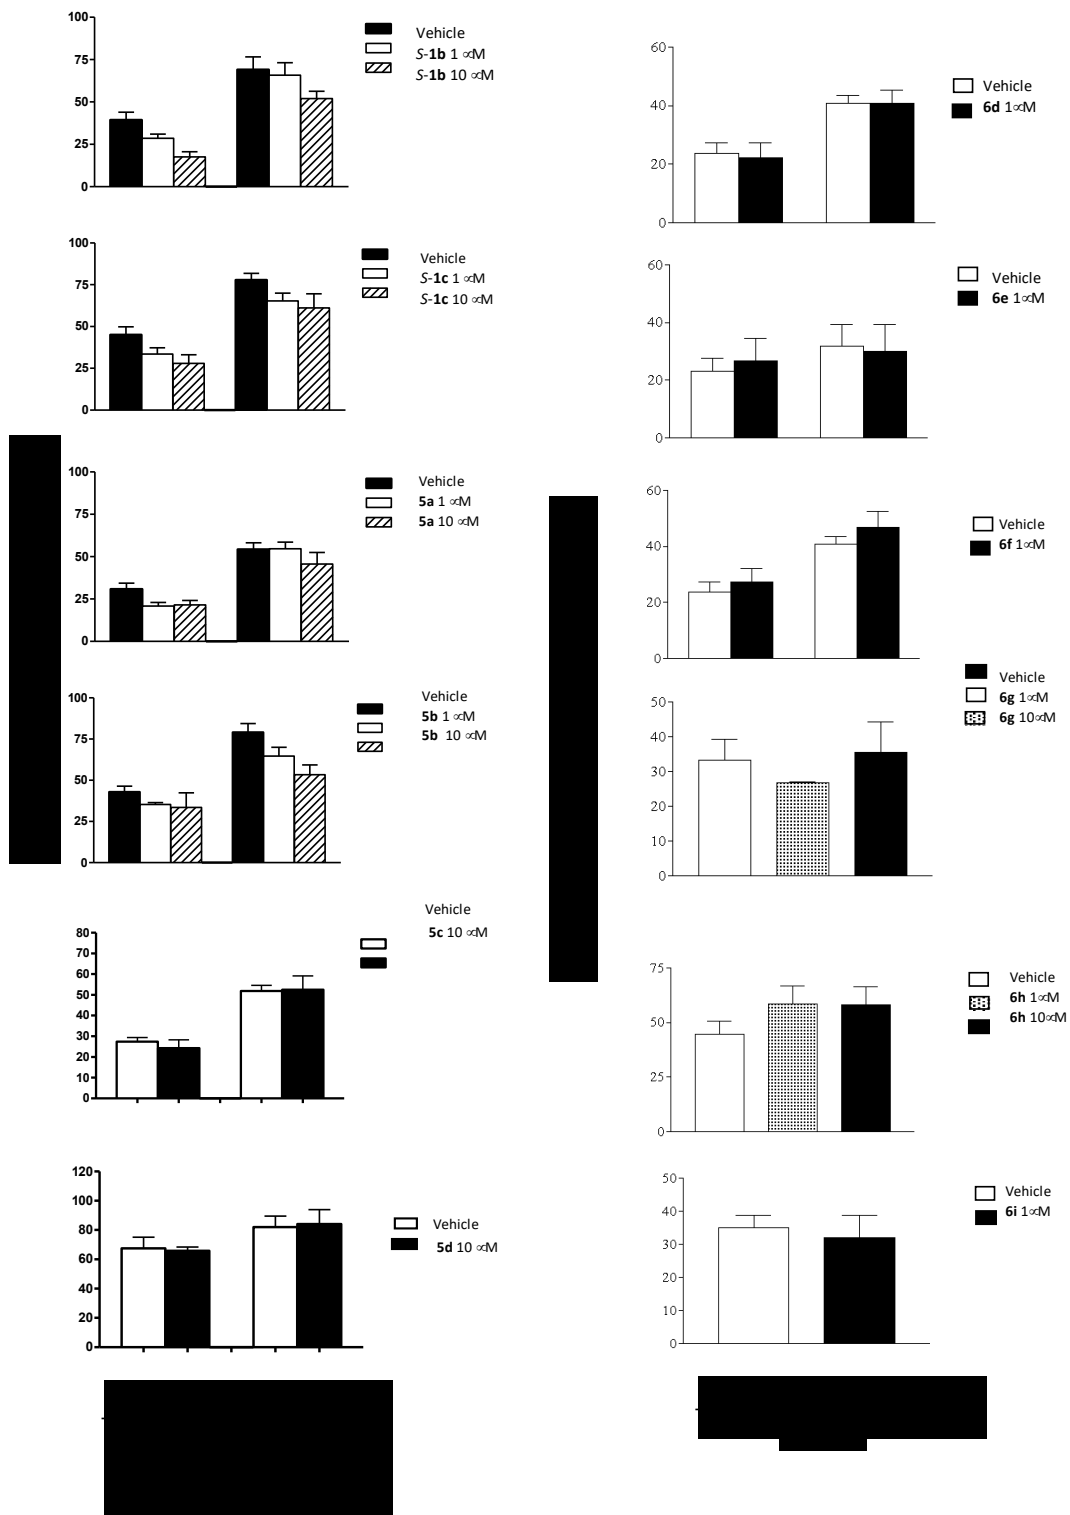 100
75
50
25
0
Vehicle
S-1b 1 ∝M
S-1b 10 ∝M
100
75
50
25
0
Vehicle
S-1c 1 ∝M
S-1c 10 ∝M
100
75
50
25
0
Vehicle
5a 1 ∝M
5a 10 ∝M
100
75
50
25
0
Vehicle
5b 1 ∝M
5b 10 ∝M
80
70
60
50
40
30
20
10
0
Vehicle
5c 10 ∝M
120
100
80
60
40
20
0
Vehicle
5d 10 ∝M
60
40
20
0
Vehicle
6d 1∝M
60
40
20
0
Vehicle
6e 1∝M
60
40
20
0
Vehicle
6f 1∝M
50
40
30
20
10
0
Vehicle
6g 1∝M
6g 10∝M
75
50
25
0
Vehicle
6h 1∝M
6h 10∝M
50
40
30
20
10
0
Vehicle
6i 1∝M